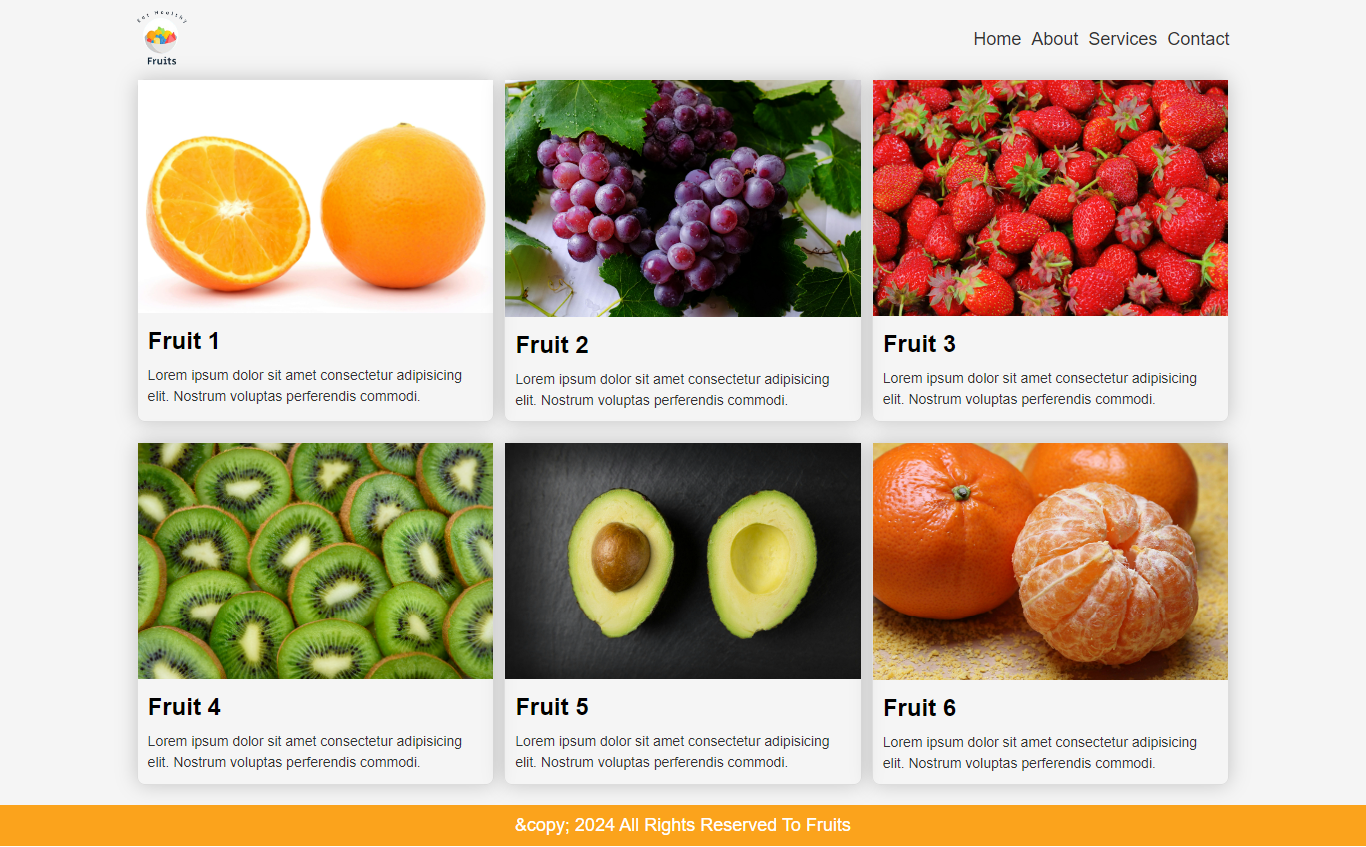 Eat Healthy
Fruits
Home About Services Contact
Fruit 1
Lorem ipsum dolor sit amet consectetur adipisicing
elit. Nostrum voluptas perferendis commodi.
Fruit 2
Lorem ipsum dolor sit amet consectetur adipisicing
elit. Nostrum voluptas perferendis commodi.
Fruit 3
Lorem ipsum dolor sit amet consectetur adipisicing
elit. Nostrum voluptas perferendis commodi.
Fruit 4
Lorem ipsum dolor sit amet consectetur adipisicing
elit. Nostrum voluptas perferendis commodi.
Fruit 5
Lorem ipsum dolor sit amet consectetur adipisicing
elit. Nostrum voluptas perferendis commodi.
Fruit 6
Lorem ipsum dolor sit amet consectetur adipisicing
elit. Nostrum voluptas perferendis commodi.
&copy; 2024 All Rights Reserved To Fruits